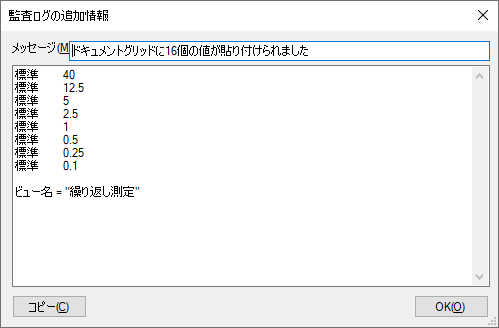 監査ログの追加情報
メッセージ(M ドキュメントグリッドに16個の値が貼り付けられました
標準 40
標準 12.5
標準 5
標準 2.5
標準 1
標準 0.5
標準 0.25
標準 0.1
ビュー名 = "繰り返し測定"
コピー(C) OK(O)